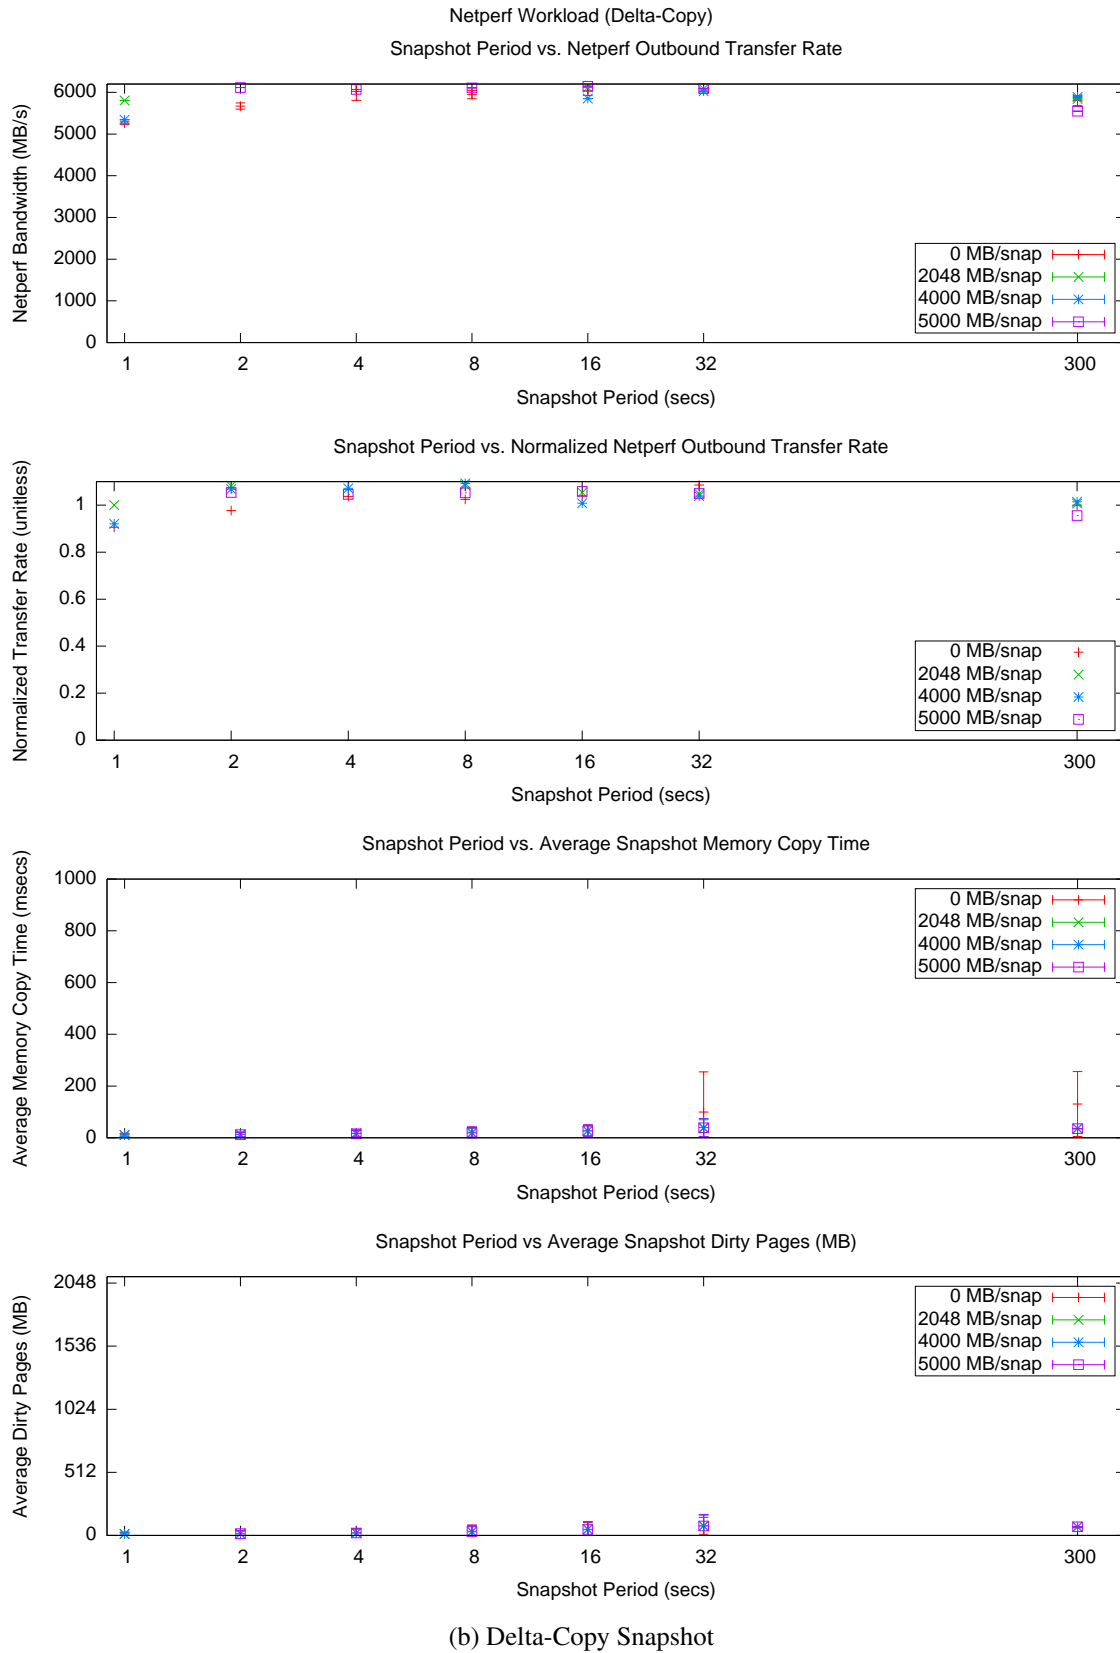 Netperf Workload (Delta-Copy)
Snapshot Period vs. Netperf Outbound Transfer Rate
Netperf Bandwidth (MB/s)
6000
5000
4000
3000
2000
1000
0
0 MB/snap
2048 MB/snap
4000 MB/snap
5000 MB/snap
1 2 4 8 16 32 300
Snapshot Period (secs)
Snapshot Period vs. Normalized Netperf Outbound Transfer Rate
Normalized Transfer Rate (unitless)
1
0.8
0.6
0.4
0.2
0
0 MB/snap
2048 MB/snap
4000 MB/snap
5000 MB/snap
1 2 4 8 16 32 300
Snapshot Period (secs)
Snapshot Period vs. Average Snapshot Memory Copy Time
Average Memory Copy Time (msecs)
1000
800
600
400
200
0
0 MB/snap
2048 MB/snap
4000 MB/snap
5000 MB/snap
1 2 4 8 16 32 300
Snapshot Period (secs)
Snapshot Period vs Average Snapshot Dirty Pages (MB)
Average Dirty Pages (MB)
2048
1536
1024
512
0
0 MB/snap
2048 MB/snap
4000 MB/snap
5000 MB/snap
1 2 4 8 16 32 300
Snapshot Period (secs)
(b) Delta-Copy Snapshot